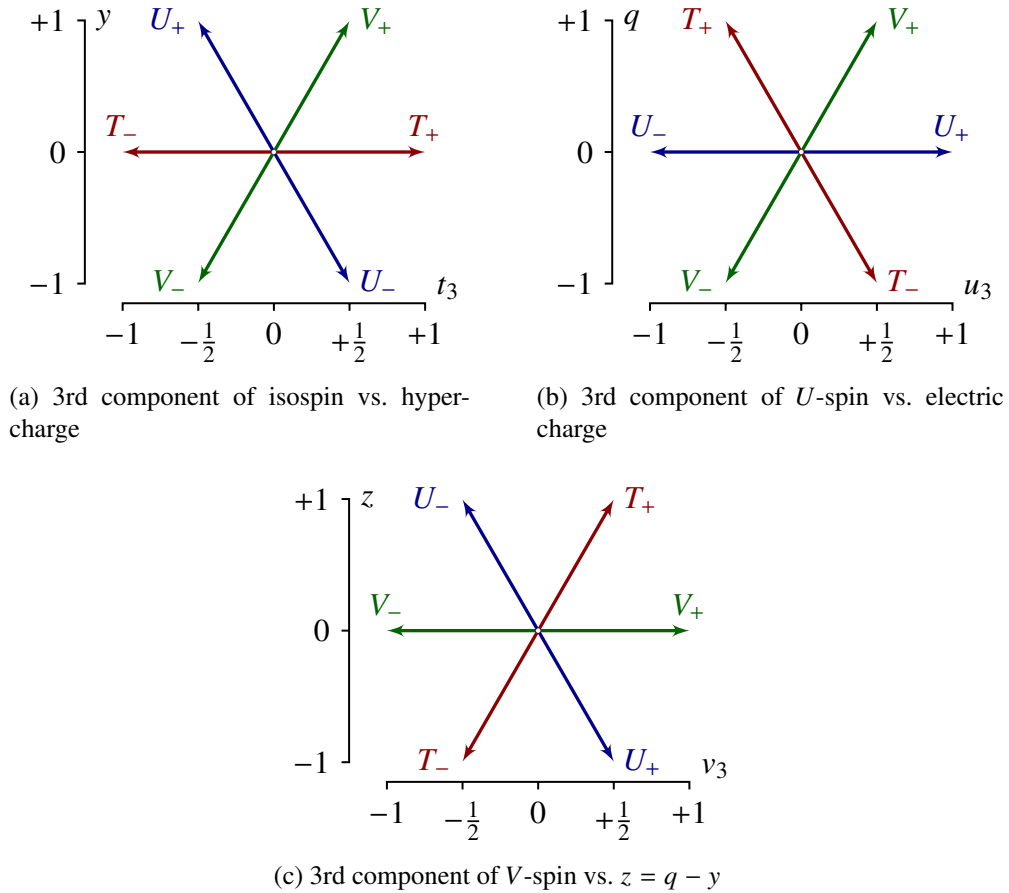 +1 y U₊ V₊
T₋ T₊
0
V₋ U₋
−1 t₃
−1 −½ 0 +½ +1
(a) 3rd component of isospin vs. hyper-
charge
+1 q T₊ V₊
U₋ U₊
0
V₋ T₋
−1 u₃
−1 −½ 0 +½ +1
(b) 3rd component of U-spin vs. electric
charge
+1 z U₋ T₊
V₋ V₊
0
T₋ U₊
−1 v₃
−1 −½ 0 +½ +1
(c) 3rd component of V-spin vs. z = q − y